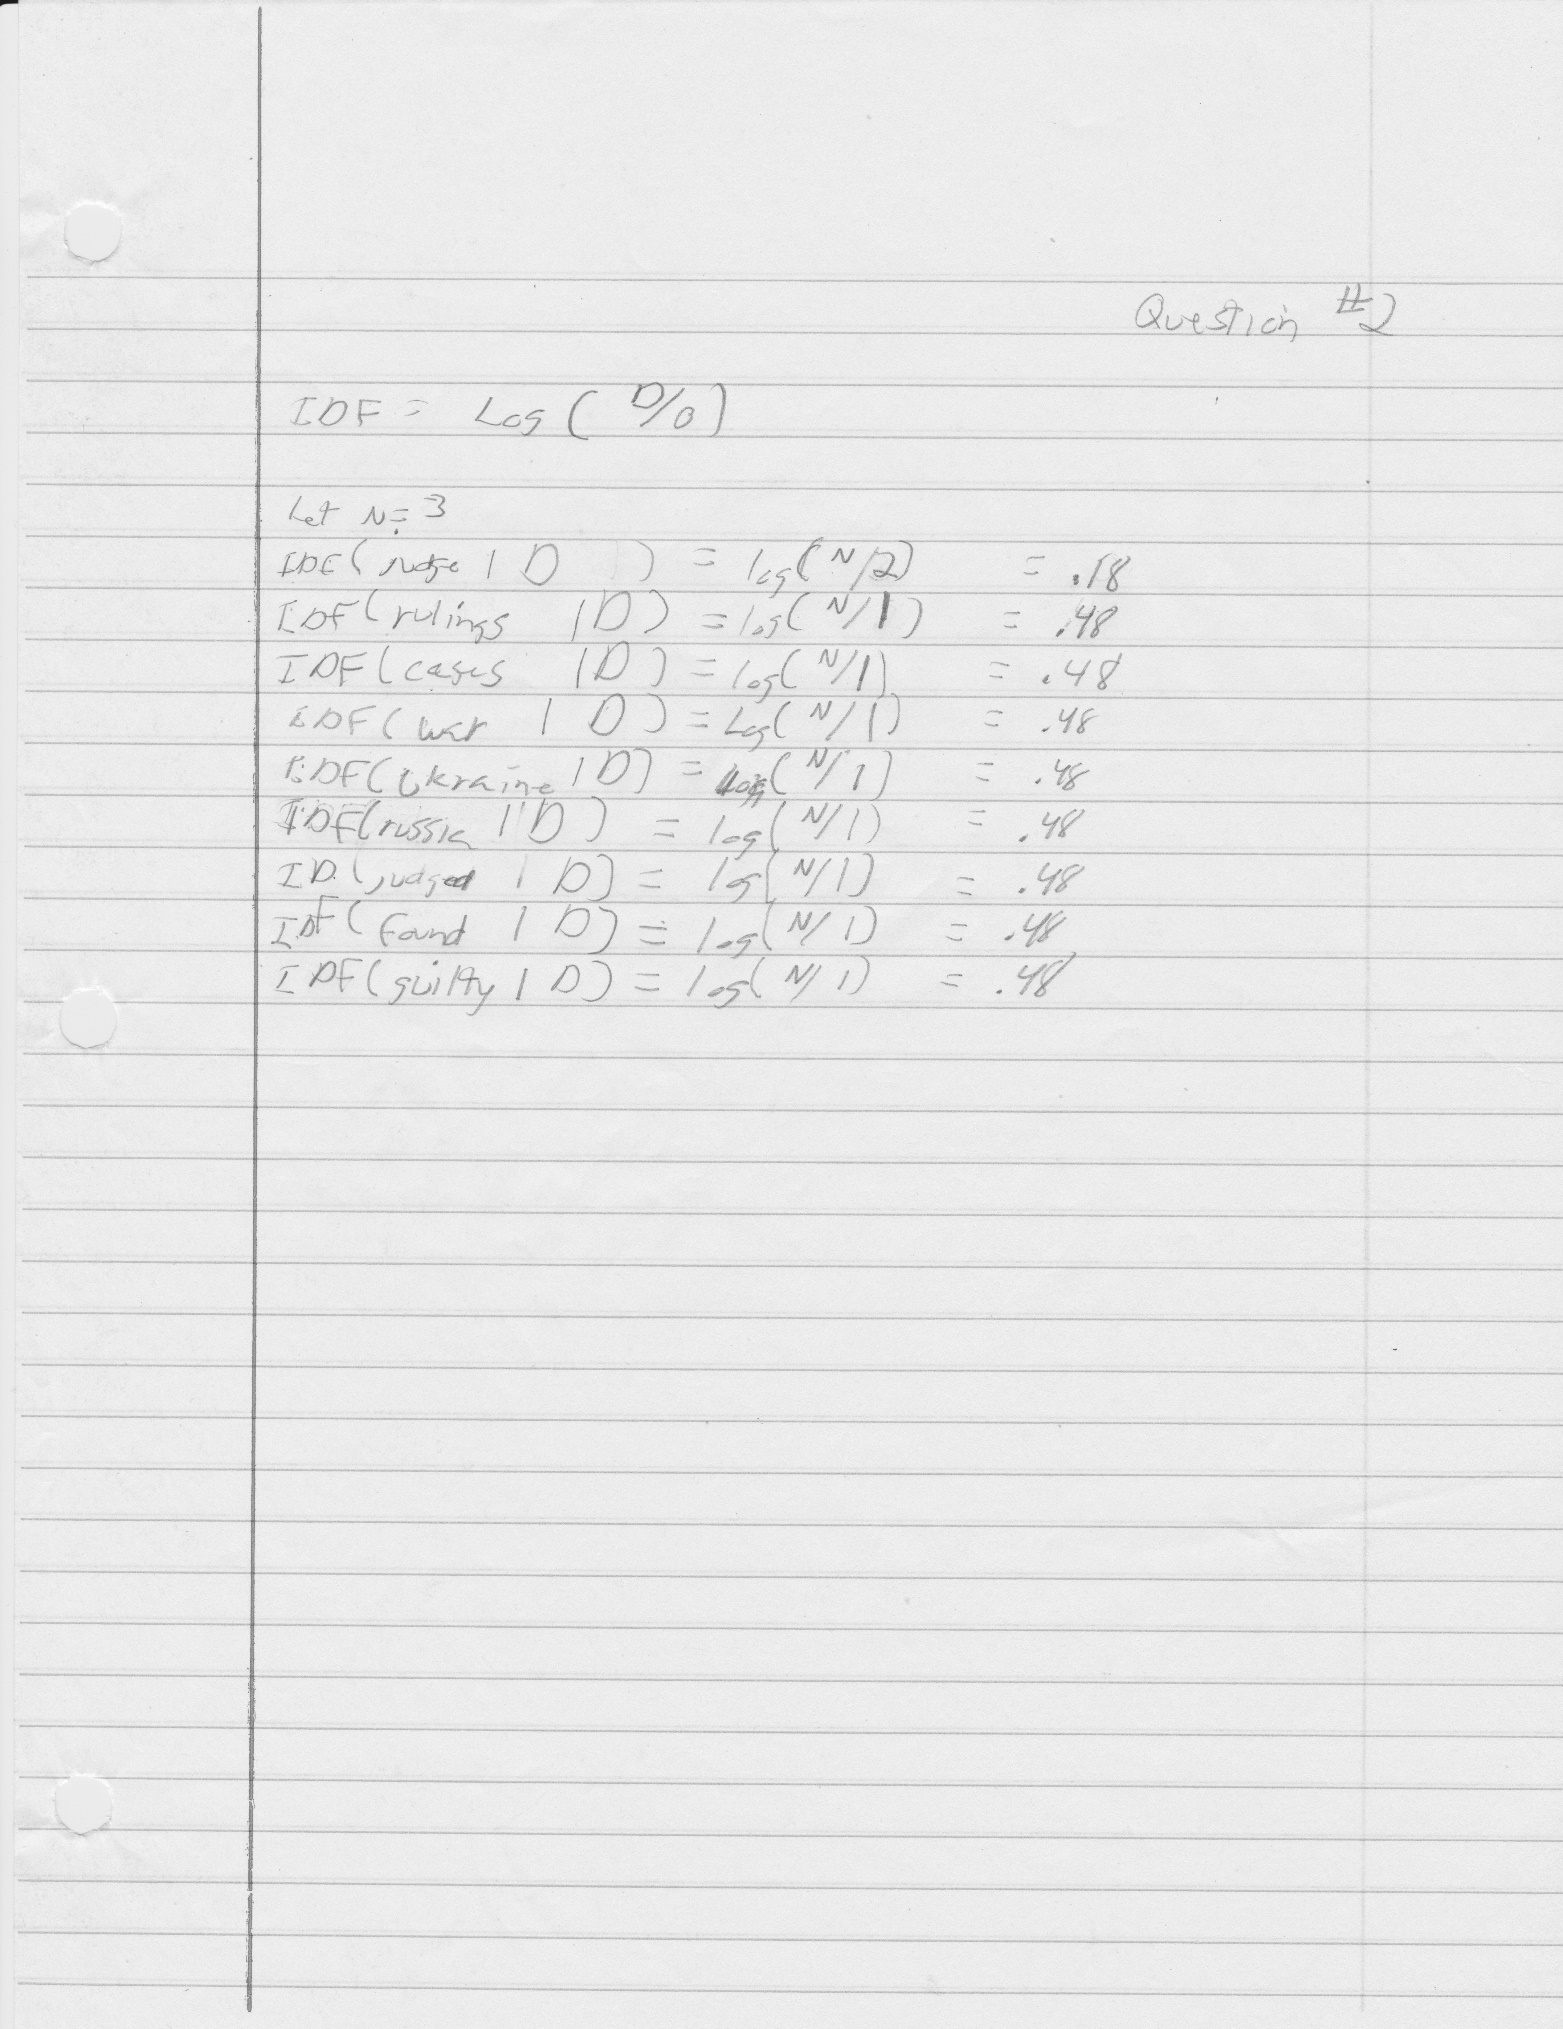 Question #2
IDF = Log ( D/0 )
Let N = 3
IDF( judge | D ) = log( N/2) = .18
IDF( rulings | D ) = log( N/1 ) = .48
IDF( cases | D ) = log( N/1 ) = .48
IDF( war | D ) = Log( N/1 ) = .48
IDF( Ukraine | D ) = Log( N/1 ) = .48
IDF( russia | D ) = log( N/1 ) = .48
ID ( judged | D ) = log( N/1 ) = .48
IDF( found | D ) = log( N/1 ) = .48
IDF( guilty | D ) = log( N/1 ) = .48